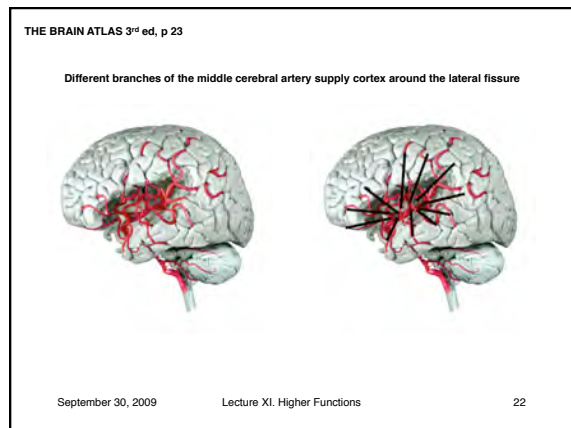 THE BRAIN ATLAS 3rd ed, p 23
Different branches of the middle cerebral artery supply cortex around the lateral fissure
September 30, 2009 Lecture XI. Higher Functions 22